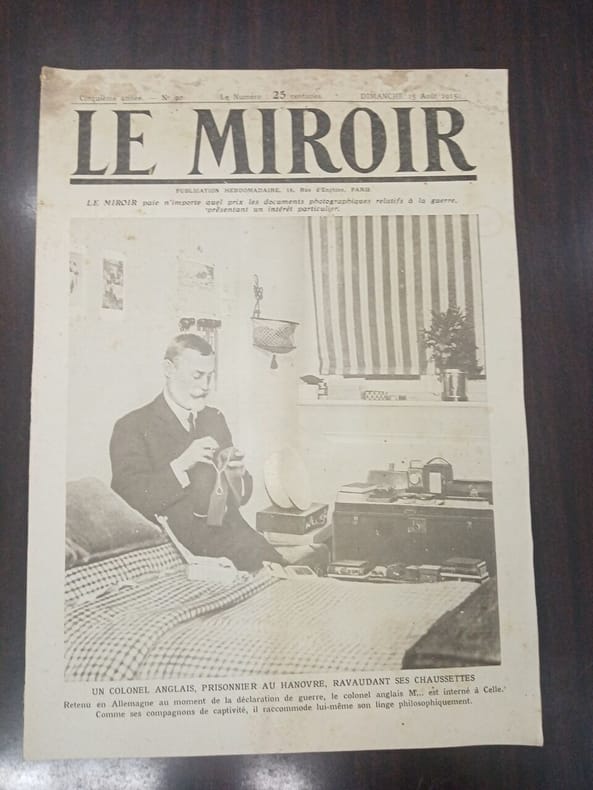 Cinquième année. — N° 90 Le Numéro 25 centimes. DIMANCHE 15 Août 1915.
LE MIROIR
PUBLICATION HEBDOMADAIRE, 18, Rue d'Enghien, PARIS
LE MIROIR paie n'importe quel prix les documents photographiques relatifs à la guerre,
présentant un intérêt particulier.
UN COLONEL ANGLAIS, PRISONNIER AU HANOVRE, RAVAUDANT SES CHAUSSETTES
Retenu en Allemagne au moment de la déclaration de guerre, le colonel anglais M... est interné à Celle.
Comme ses compagnons de captivité, il raccommode lui-même son linge philosophiquement.